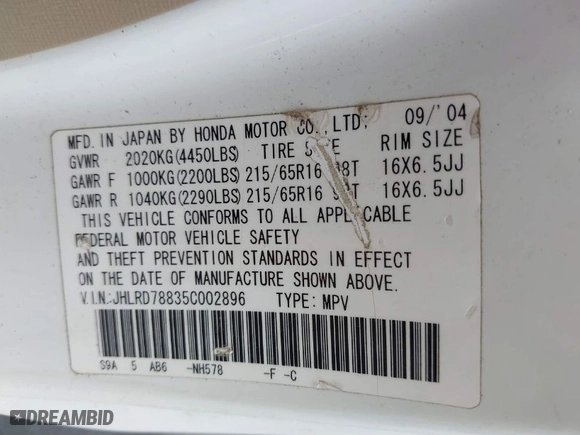 MFD. IN JAPAN BY HONDA MOTOR CO.,LTD; 09/'04
GVWR 2020KG(4450LBS) TIRE SIZE RIM SIZE
GAWR F 1000KG(2200LBS) 215/65R16 16X6.5JJ
GAWR R 1040KG(2290LBS) 215/65R16 16X6.5JJ
THIS VEHICLE CONFORMS TO ALL APPLICABLE
FEDERAL MOTOR VEHICLE SAFETY
AND THEFT PREVENTION STANDARDS IN EFFECT
ON THE DATE OF MANUFACTURE SHOWN ABOVE.
V.I.N.:JHLRD78835C002896 TYPE: MPV
S9A 5 AB6 -NH578 -F -C
DREAMBID